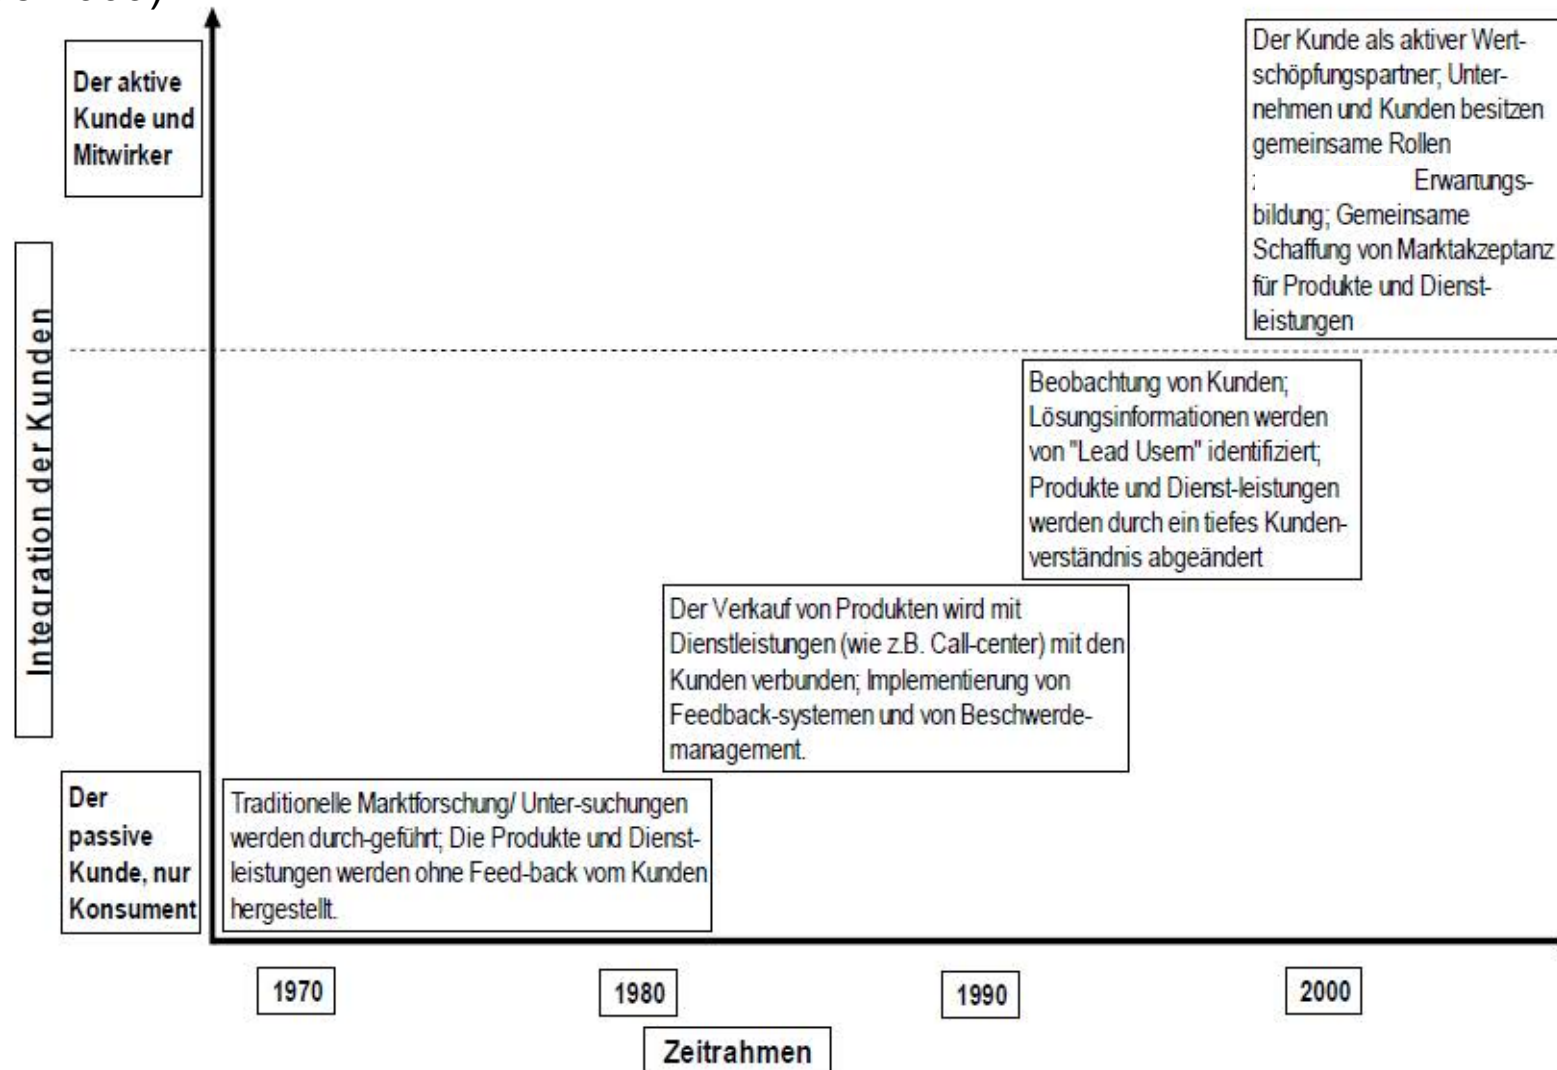 Der aktive
Kunde und
Mitwirker
Der Kunde als aktiver Wert-
schöpfungspartner; Unter-
nehmen und Kunden besitzen
gemeinsame Rollen
Erwartungs-
bildung; Gemeinsame
Schaffung von Marktakzeptanz
für Produkte und Dienst-
leistungen
Integration der Kunden
Beobachtung von Kunden;
Lösungsinformationen werden
von "Lead Usern" identifiziert;
Produkte und Dienst-leistungen
werden durch ein tiefes Kunden-
verständnis abgeändert
Der Verkauf von Produkten wird mit
Dienstleistungen (wie z.B. Call-center) mit den
Kunden verbunden; Implementierung von
Feedback-systemen und von Beschwerde-
management.
Der
passive
Kunde, nur
Konsument
Traditionelle Marktforschung/ Unter-suchungen
werden durch-geführt; Die Produkte und Dienst-
leistungen werden ohne Feed-back vom Kunden
hergestellt.
1970
1980
1990
2000
Zeitrahmen